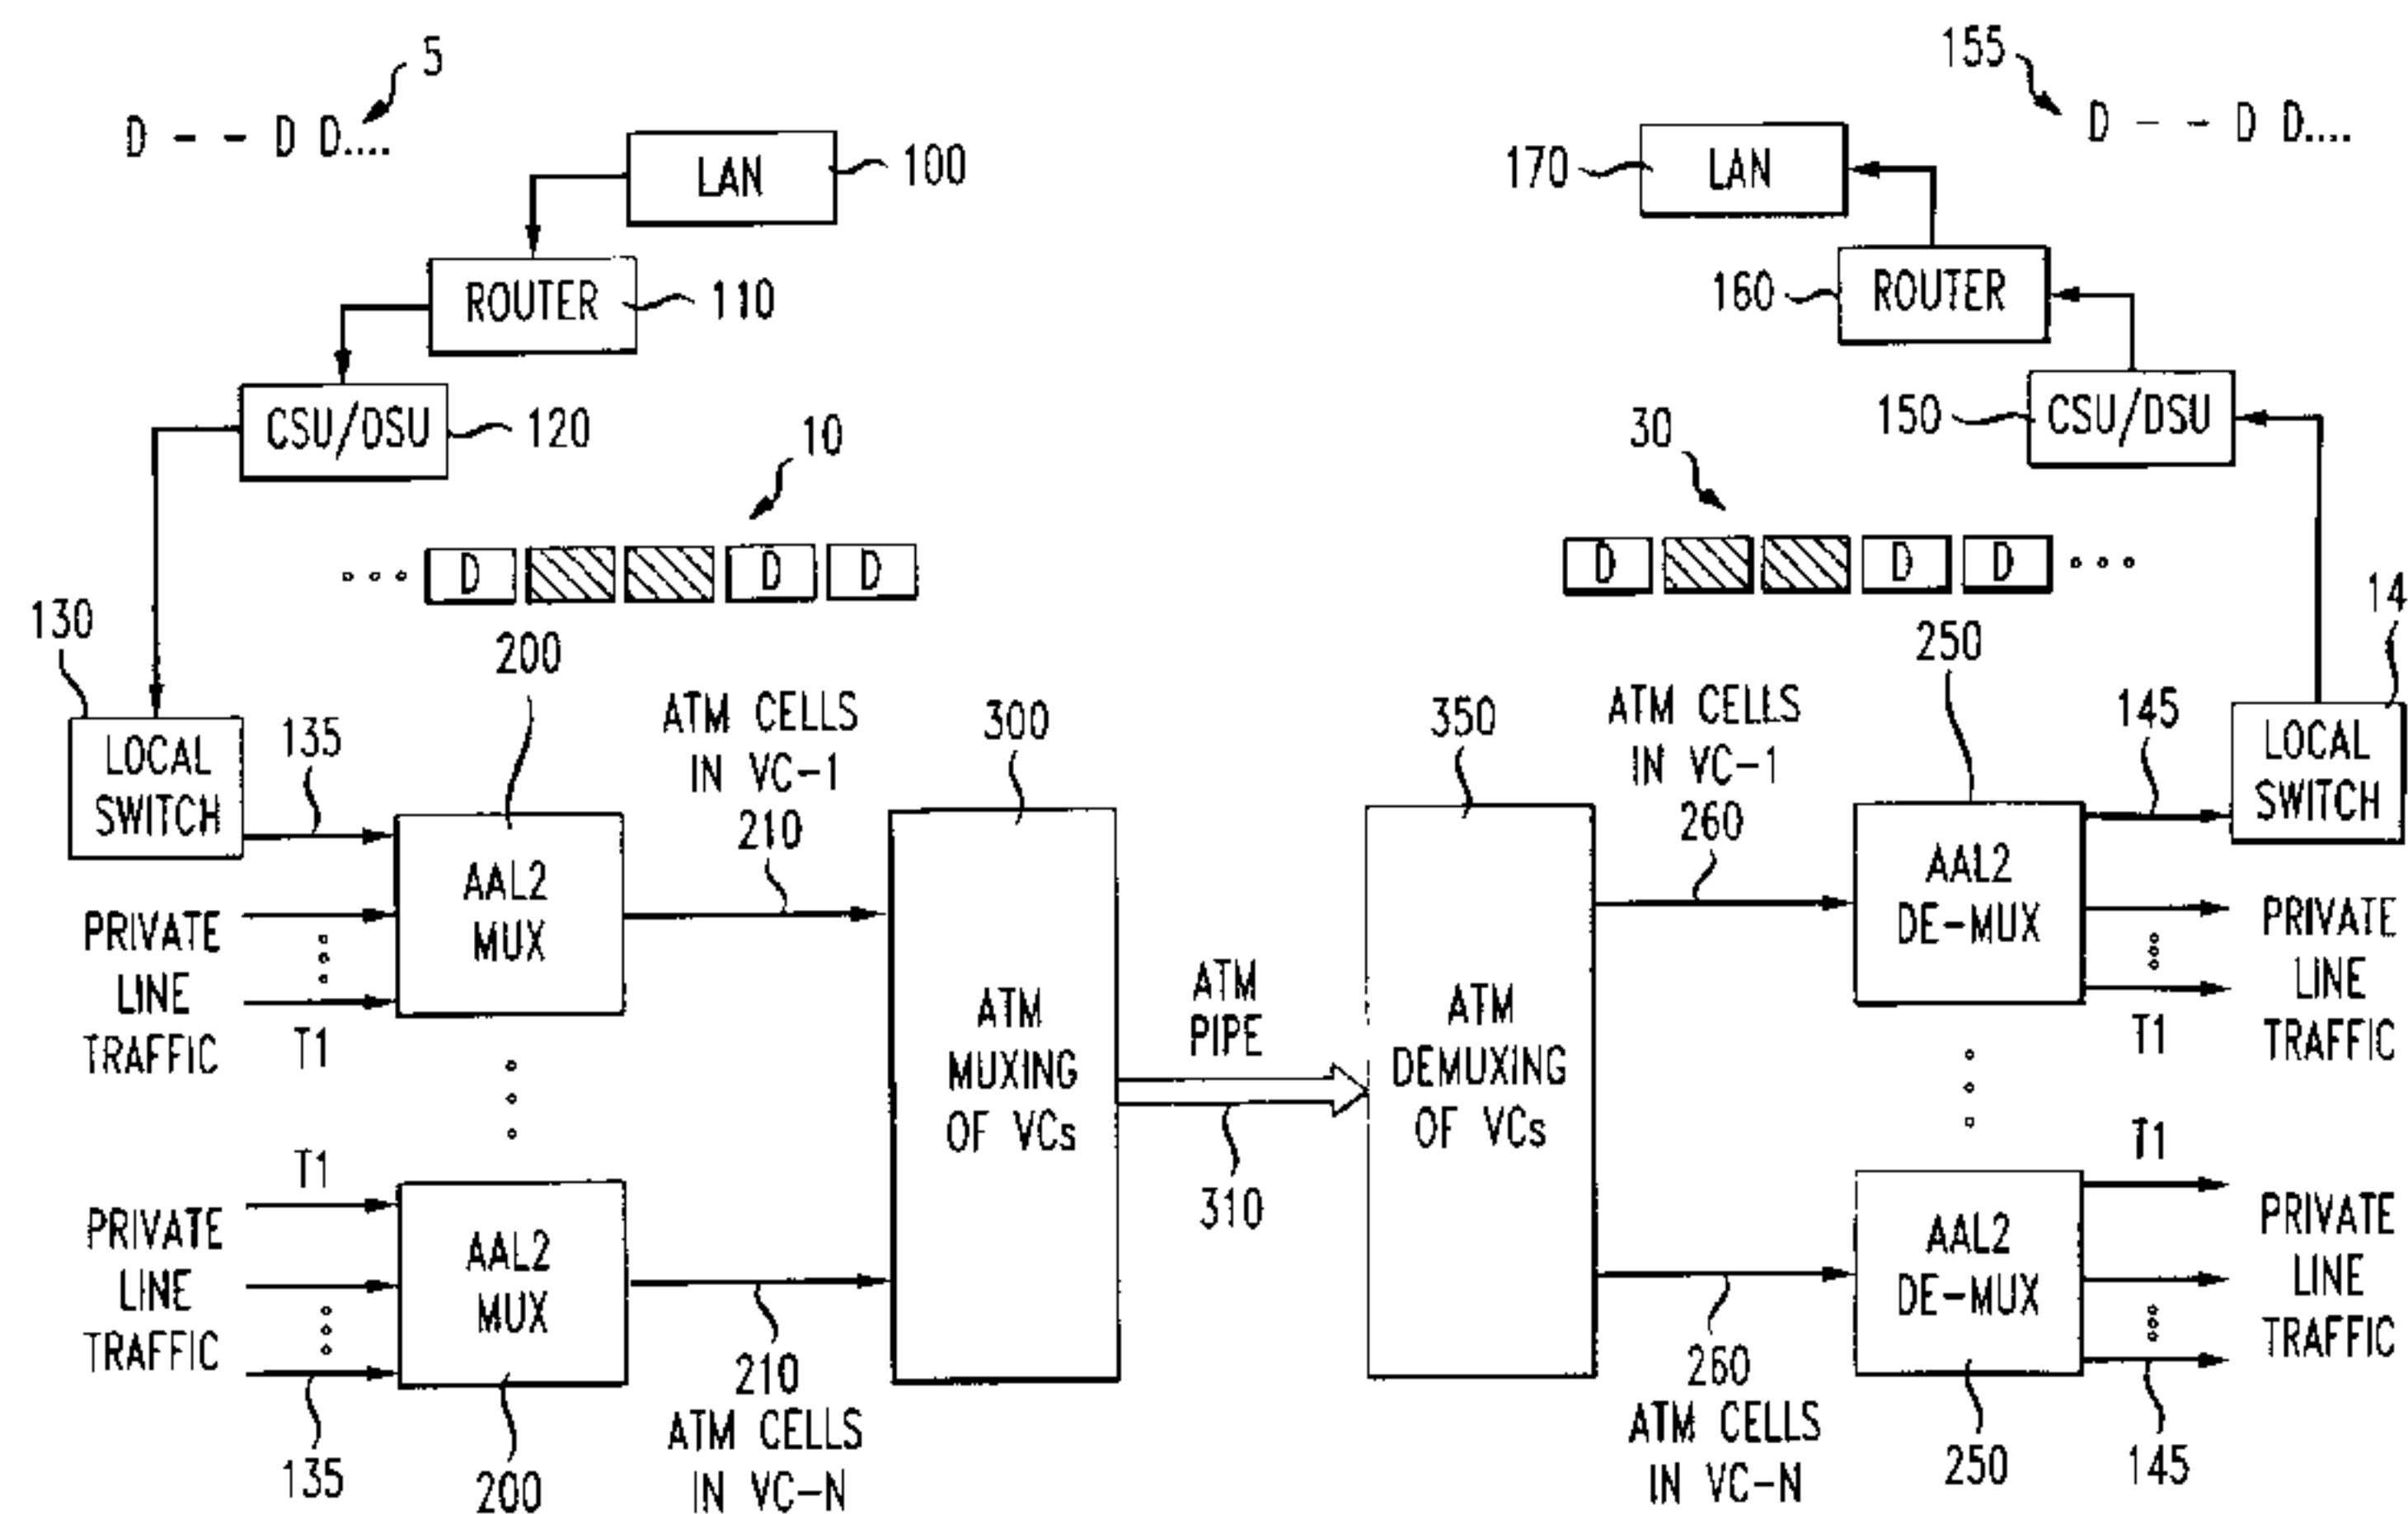 5
D - - D D....
LAN
100
ROUTER
110
CSU/DSU
120
10
D D D
130
200
LOCAL
SWITCH
135
ATM CELLS
IN VC-1
210
300
AAL2
MUX
PRIVATE
LINE
TRAFFIC
T1
ATM
MUXING
OF VCs
ATM
PIPE
310
T1
PRIVATE
LINE
TRAFFIC
AAL2
MUX
135
200
210
ATM CELLS
IN VC-N
155
D - - D D....
170
LAN
160
ROUTER
150
CSU/DSU
30
D D D
250
14
ATM CELLS
IN VC-1
260
350
145
LOCAL
SWITCH
AAL2
DE-MUX
PRIVATE
LINE
TRAFFIC
T1
ATM
DEMUXING
OF VCs
T1
AAL2
DE-MUX
PRIVATE
LINE
TRAFFIC
260
ATM CELLS
IN VC-N
250
145